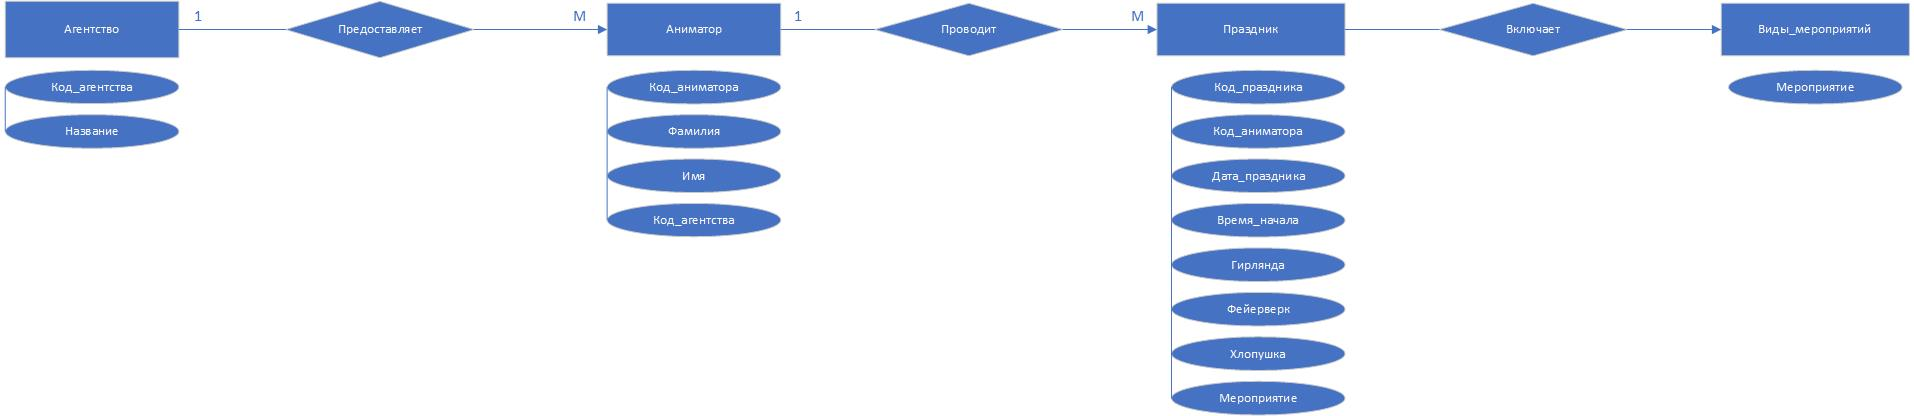 Агентство
1
Предоставляет
М
Аниматор
1
Проводит
М
Праздник
Включает
Виды_мероприятий
Код_агентства
Название
Код_аниматора
Фамилия
Имя
Код_агентства
Код_праздника
Код_аниматора
Дата_праздника
Время_начала
Гирлянда
Фейерверк
Хлопушка
Мероприятие
Мероприятие